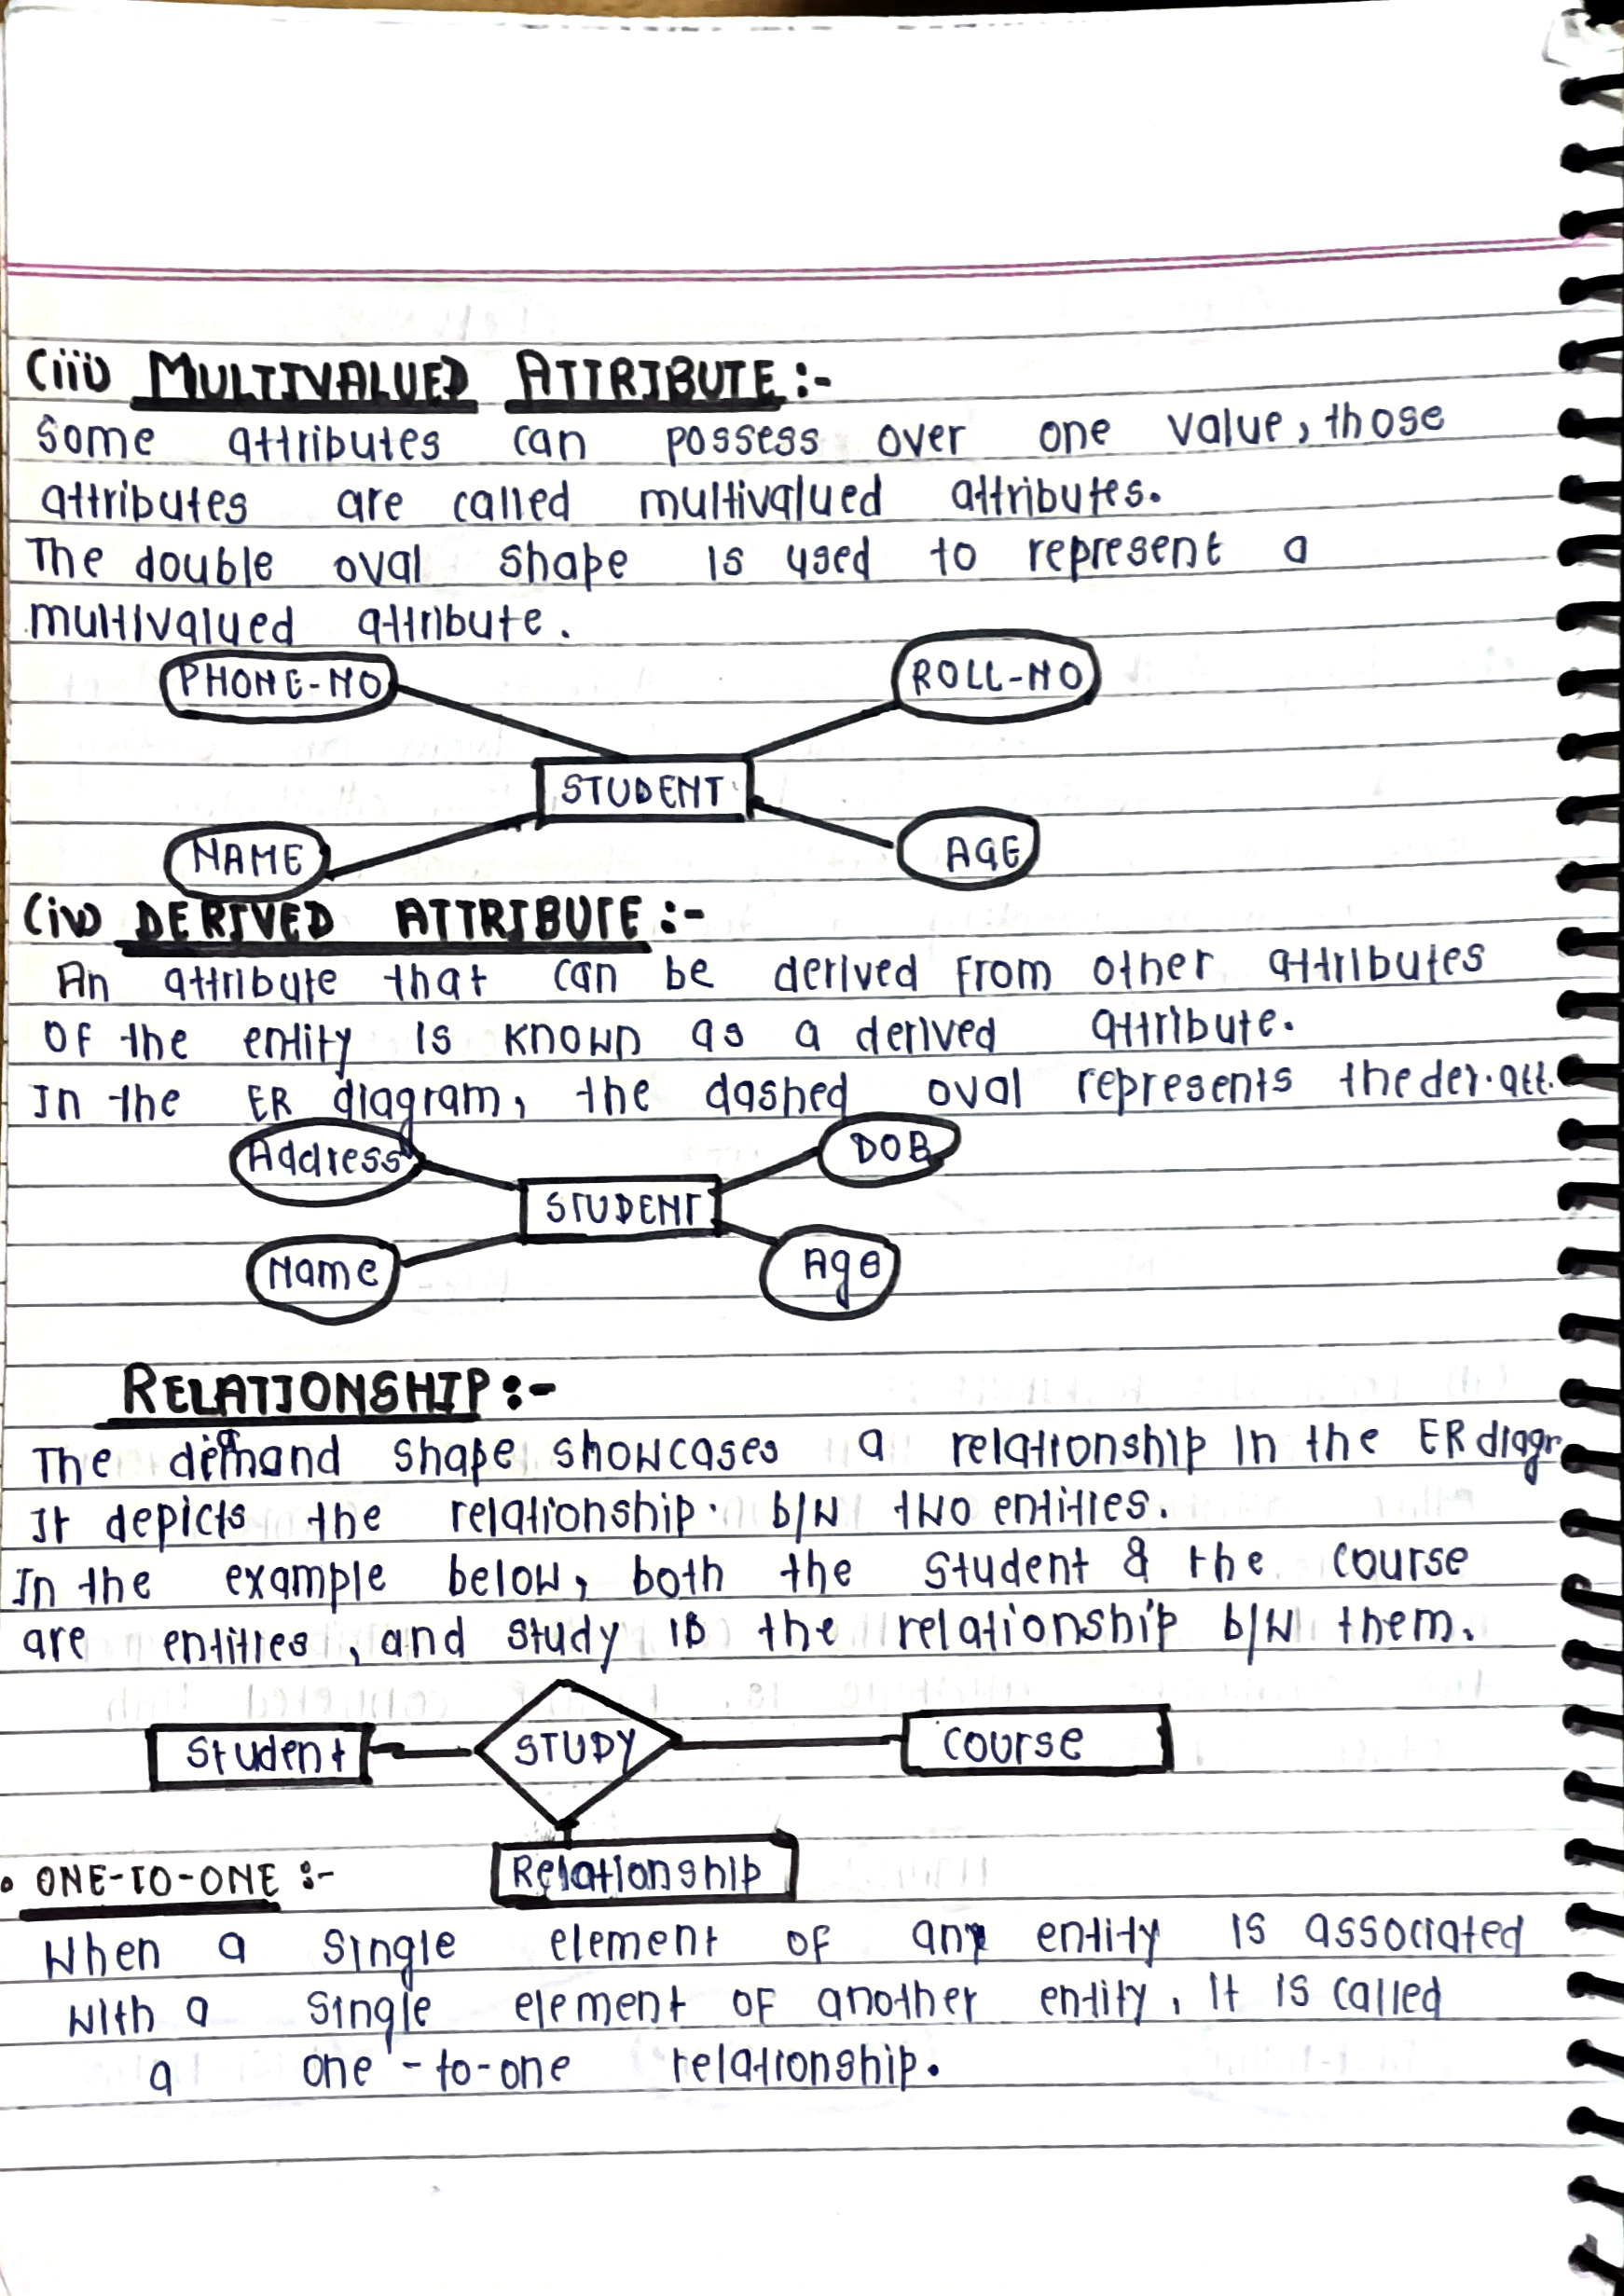 (iii) MULTIVALUED ATTRIBUTE :-
Some attributes can possess over one value, those
attributes are called multivalued attributes.
The double oval shape is used to represent a
multivalued attribute.
PHONE-NO ROLL-NO
STUDENT
NAME AGE
(iv) DERIVED ATTRIBUTE :-
An attribute that can be derived from other attributes
of the entity is known as a derived attribute.
In the ER diagram, the dashed oval represents the der. att.
Address DOB
STUDENT
Name Age
RELATIONSHIP :-
The diamand shape showcases a relationship in the ER diagr
It depicts the relationship b/w two entities.
In the example below, both the student & the course
are entities, and study is the relationship b/w them.
Student STUDY course
Relationship
• ONE-TO-ONE :-
When a single element of any entity is associated
with a single element of another entity, it is called
a one-to-one relationship.